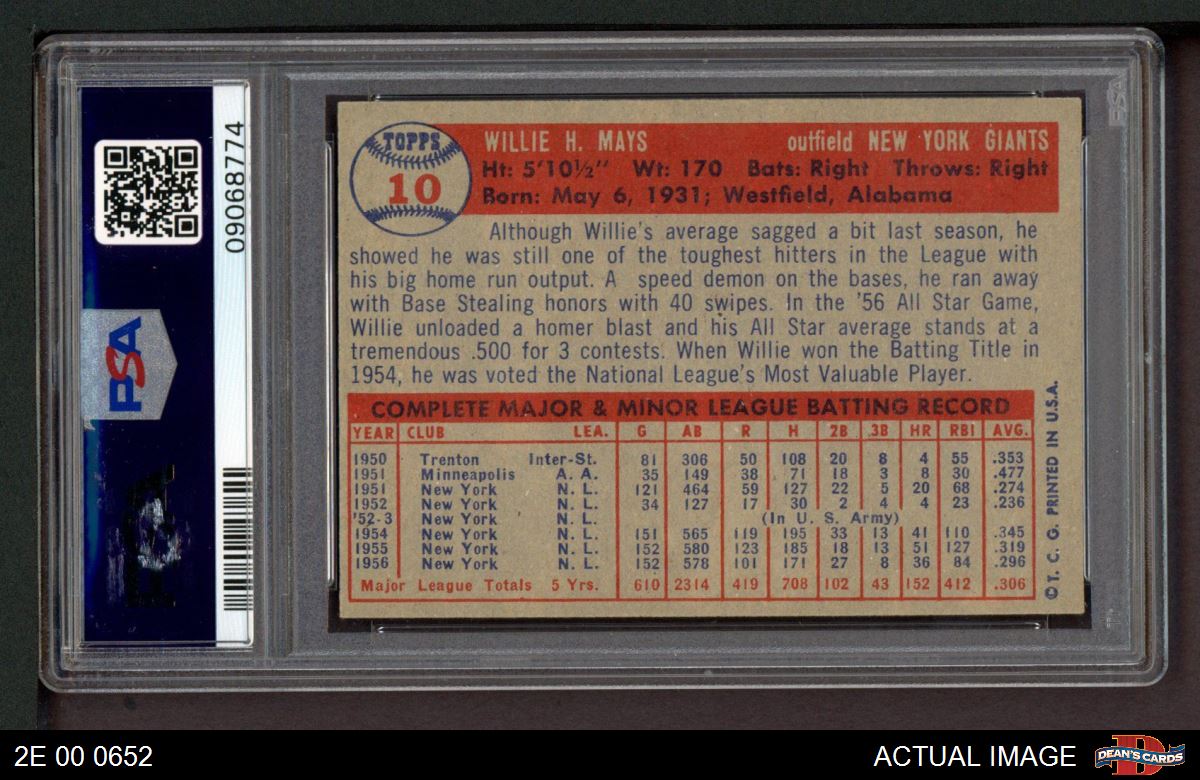 TOPPS
10
WILLIE H. MAYS outfield NEW YORK GIANTS
Ht: 5'10½" Wt: 170 Bats: Right Throws: Right
Born: May 6, 1931; Westfield, Alabama
Although Willie's average sagged a bit last season, he
showed he was still one of the toughest hitters in the League with
his big home run output. A speed demon on the bases, he ran away
with Base Stealing honors with 40 swipes. In the '56 All Star Game,
Willie unloaded a homer blast and his All Star average stands at a
tremendous .500 for 3 contests. When Willie won the Batting Title in
1954, he was voted the National League's Most Valuable Player.
COMPLETE MAJOR & MINOR LEAGUE BATTING RECORD
YEAR CLUB LEA. G AB R H 2B 3B HR RBI AVG.
1950 Trenton Inter-St. 81 306 50 108 20 8 4 55 .353
1951 Minneapolis A. A. 35 149 38 71 18 3 8 30 .477
1951 New York N. L. 121 464 59 127 22 5 20 68 .274
1952 New York N. L. 34 127 17 30 2 4 4 23 .236
'52-3 New York N. L. (In U. S. Army)
1954 New York N. L. 151 565 119 195 33 13 41 110 .345
1955 New York N. L. 152 580 123 185 18 13 51 127 .319
1956 New York N. L. 152 578 101 171 27 8 36 84 .296
Major League Totals 5 Yrs. 610 2314 419 708 102 43 152 412 .306
© T. C. G. PRINTED IN U.S.A.
09068774
PSA
PSA
2E 00 0652
ACTUAL IMAGE
DEAN'S CARDS